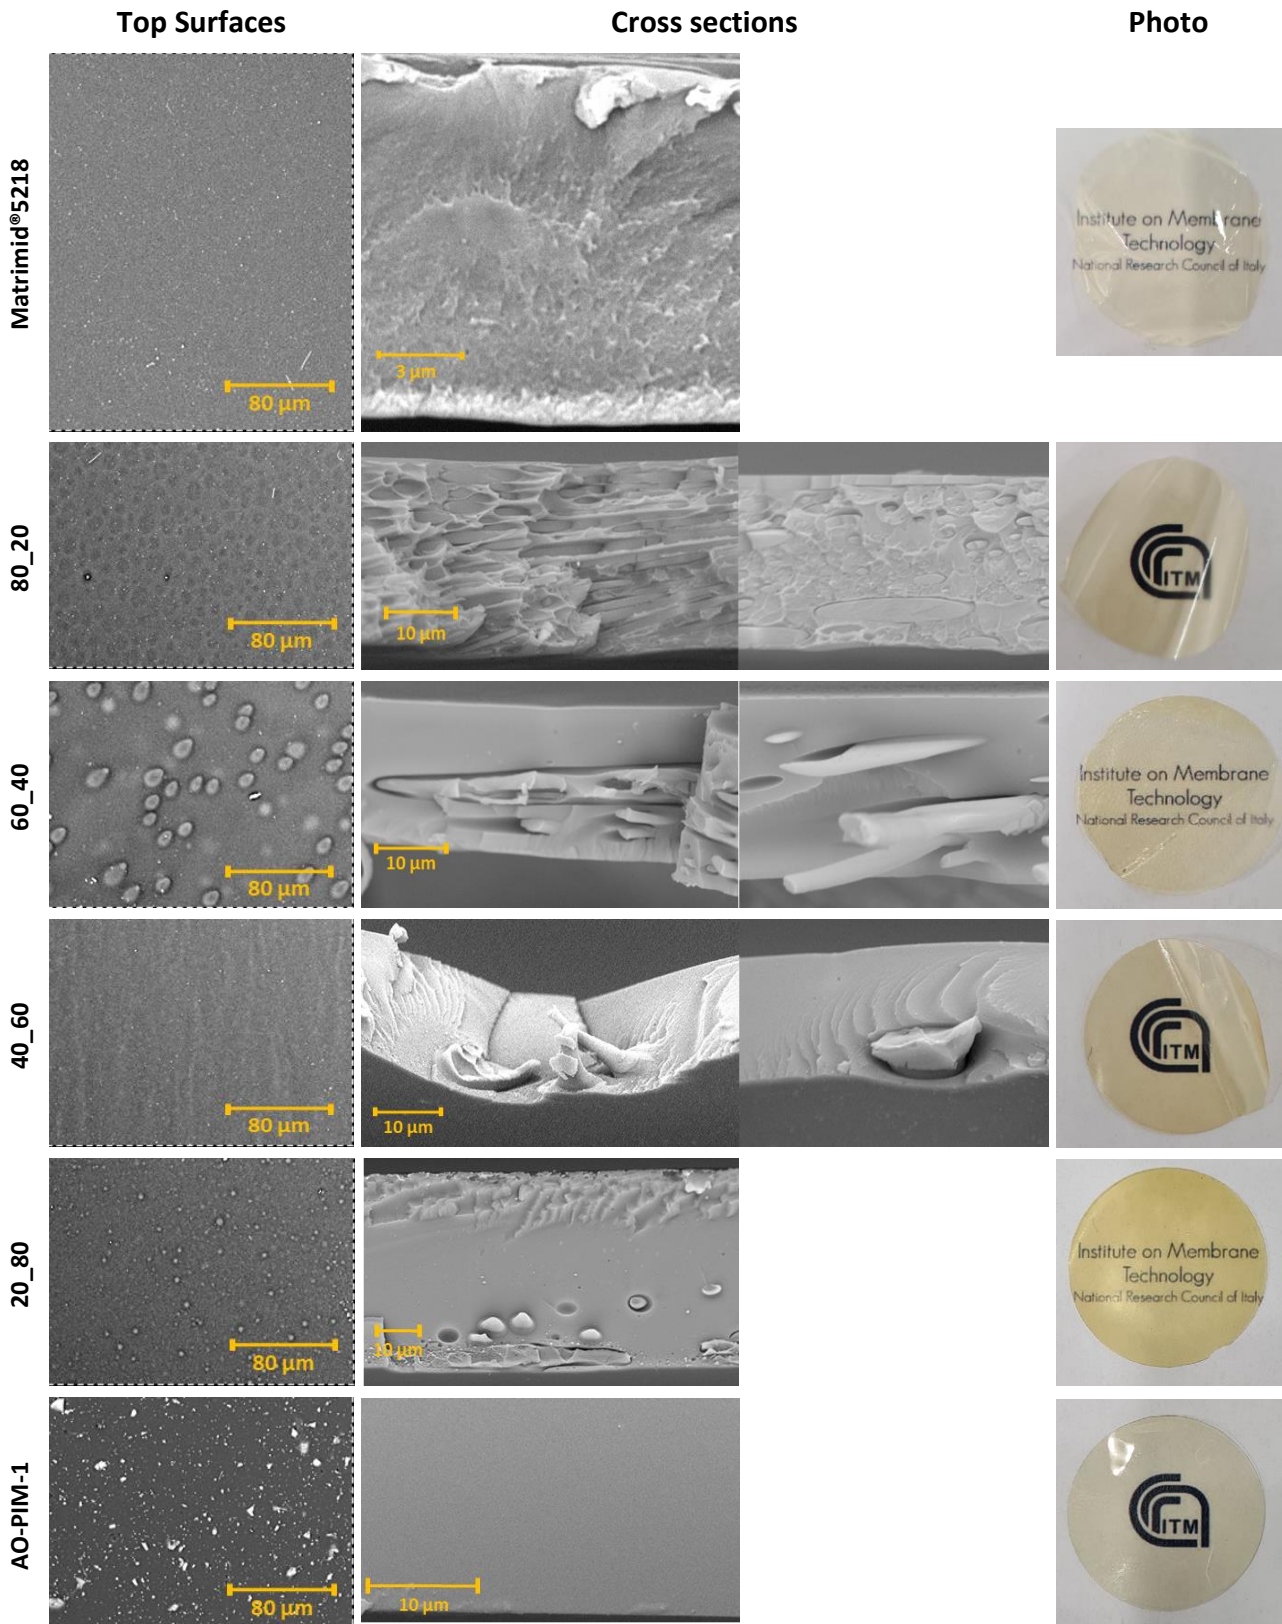 Top Surfaces
Cross sections
Photo
Matrimid®5218
80 µm
3 µm
Institute on Membrane
Technology
National Research Council of Italy
80_20
80 µm
10 µm
ITM
60_40
80 µm
10 µm
Institute on Membrane
Technology
National Research Council of Italy
40_60
80 µm
10 µm
ITM
20_80
80 µm
10 µm
Institute on Membrane
Technology
National Research Council of Italy
AO-PIM-1
80 µm
10 µm
ITM